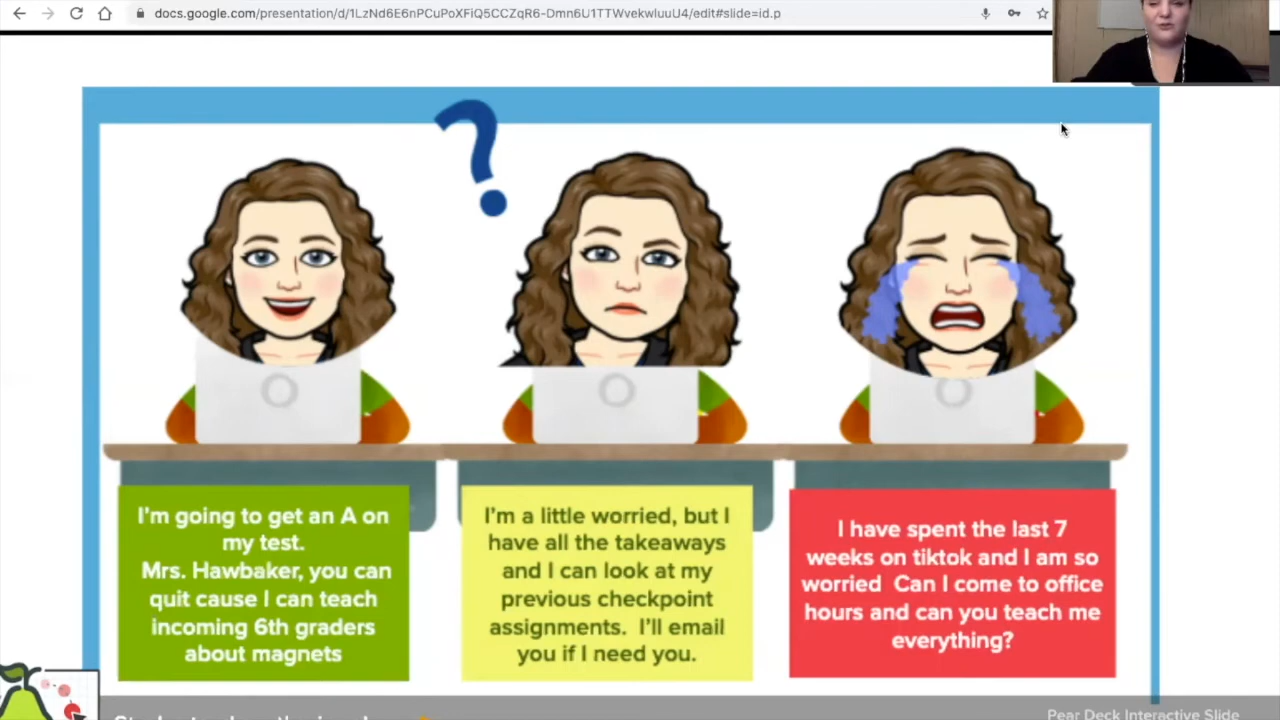 docs.google.com/presentation/d/1LzNd6E6nPCuPoXFiQ5CCZqR6-Dmn6U1TTWvekwluuU4/edit#slide=id.p
?
I'm going to get an A on
my test.
Mrs. Hawbaker, you can
quit cause I can teach
incoming 6th graders
about magnets
I'm a little worried, but I
have all the takeaways
and I can look at my
previous checkpoint
assignments. I'll email
you if I need you.
I have spent the last 7
weeks on tiktok and I am so
worried Can I come to office
hours and can you teach me
everything?
Pear Deck Interactive Slide